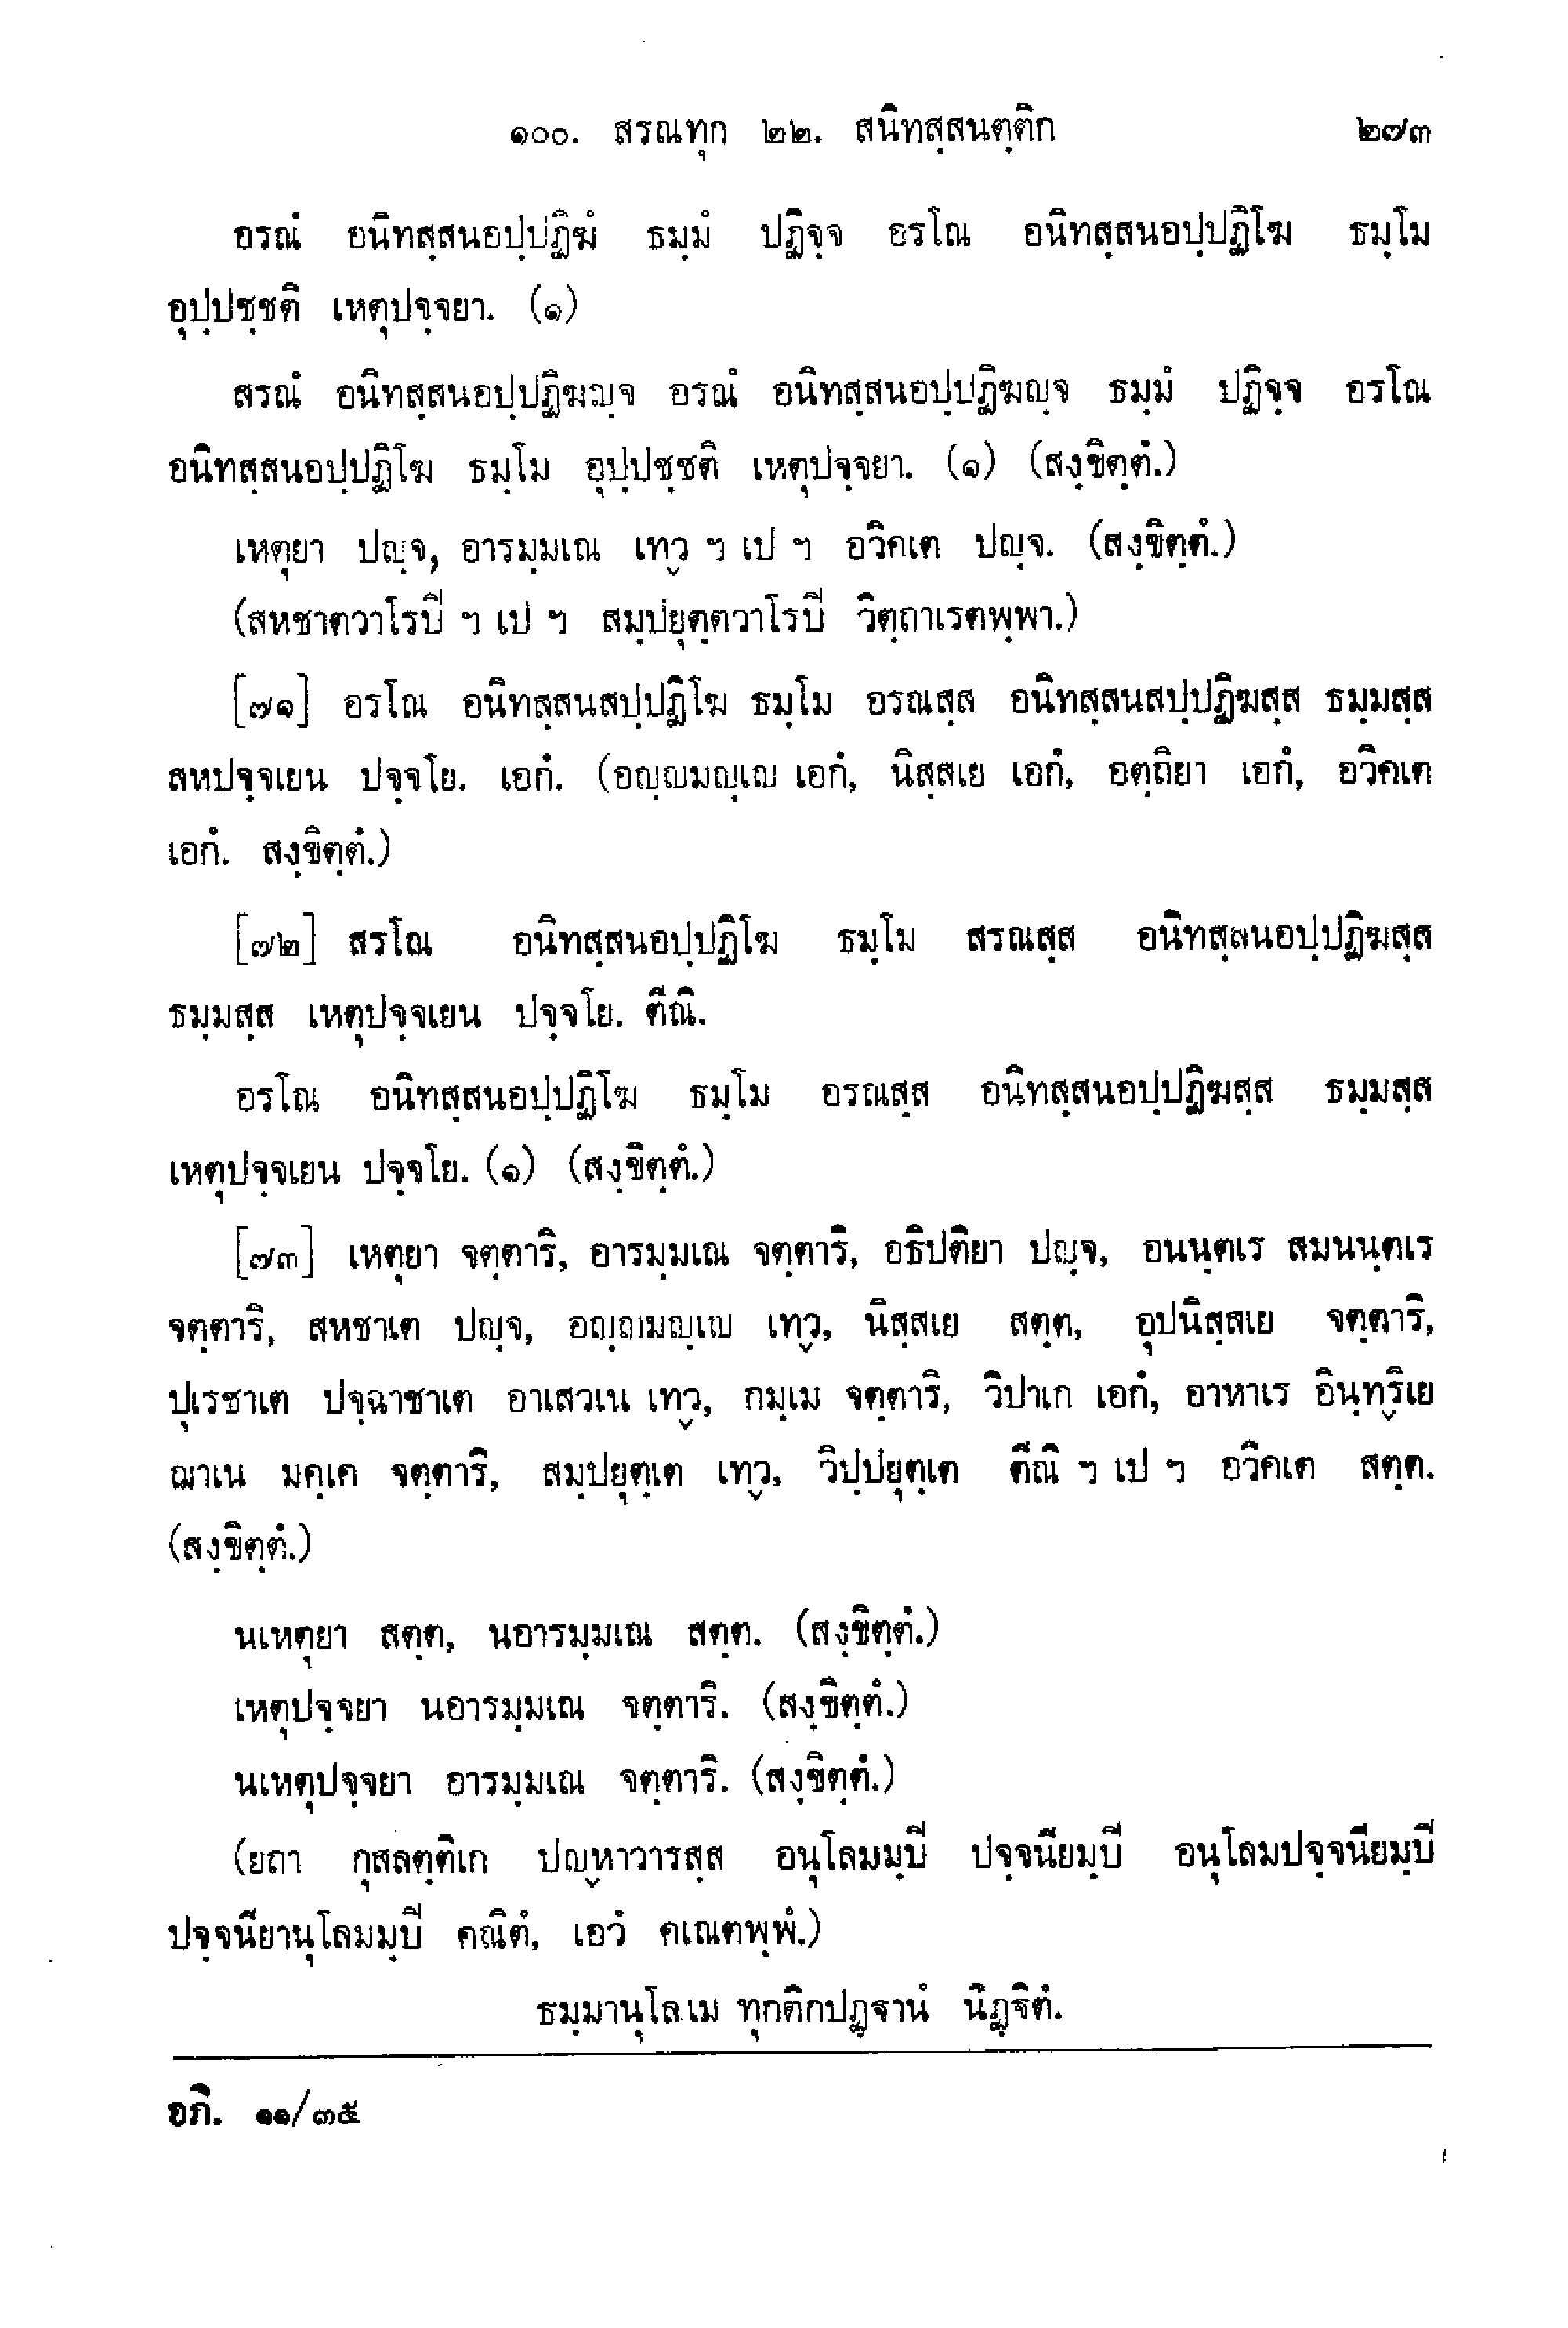 ๑๐๐. สรณทุก ๒๒. สนิทสฺสนตฺติก ๒๗๓
อรณํ อนิทสฺสนอปฺปฏิฆํ ธมฺมํ ปฏิจฺจ อรโณ อนิทสฺสนอปฺปฏิโฆ ธมฺโม
อุปฺปชฺชติ เหตุปจฺจยา. (๑)
สรณํ อนิทสฺสนอปฺปฏิฆญฺจ อรณํ อนิทสฺสนอปฺปฏิฆญฺจ ธมฺมํ ปฏิจฺจ อรโณ
อนิทสฺสนอปฺปฏิโฆ ธมฺโม อุปฺปชฺชติ เหตุปจฺจยา. (๑) (สงฺขิตฺตํ.)
เหตุยา ปญฺจ, อารมฺมเณ เทฺว ฯ เป ฯ อวิคเต ปญฺจ. (สงฺขิตฺตํ.)
(สหชาตวาโรปิ ฯ เป ฯ สมฺปยุตฺตวาโรปิ วิตฺถาเรตพฺพา.)
[๗๑] อรโณ อนิทสฺสนสปฺปฏิโฆ ธมฺโม อรณสฺส อนิทสฺสนสปฺปฏิฆสฺส ธมฺมสฺส
สหปจฺจเยน ปจฺจโย. เอกํ. (อญฺญมญฺเญ เอกํ, นิสฺสเย เอกํ, อตฺถิยา เอกํ, อวิคเต
เอกํ. สงฺขิตฺตํ.)
[๗๒] สรโณ อนิทสฺสนอปฺปฏิโฆ ธมฺโม สรณสฺส อนิทสฺสนอปฺปฏิฆสฺส
ธมฺมสฺส เหตุปจฺจเยน ปจฺจโย. ตีณิ.
อรโณ อนิทสฺสนอปฺปฏิโฆ ธมฺโม อรณสฺส อนิทสฺสนอปฺปฏิฆสฺส ธมฺมสฺส
เหตุปจฺจเยน ปจฺจโย. (๑) (สงฺขิตฺตํ.)
[๗๓] เหตุยา จตฺตาริ, อารมฺมเณ จตฺตาริ, อธิปติยา ปญฺจ, อนนฺตเร สมนนฺตเร
จตฺตาริ, สหชาเต ปญฺจ, อญฺญมญฺเญ เทฺว, นิสฺสเย สตฺต, อุปนิสฺสเย จตฺตาริ,
ปุเรชาเต ปจฺฉาชาเต อาเสวเน เทฺว, กมฺเม จตฺตาริ, วิปาเก เอกํ, อาหาเร อินฺทฺริเย
ฌาเน มคฺเค จตฺตาริ, สมฺปยุตฺเต เทฺว, วิปฺปยุตฺเต ตีณิ ฯ เป ฯ อวิคเต สตฺต.
(สงฺขิตฺตํ.)
นเหตุยา สตฺต, นอารมฺมเณ สตฺต. (สงฺขิตฺตํ.)
เหตุปจฺจยา นอารมฺมเณ จตฺตาริ. (สงฺขิตฺตํ.)
นเหตุปจฺจยา อารมฺมเณ จตฺตาริ. (สงฺขิตฺตํ.)
(ยถา กุสลตฺติเก ปญฺหาวารสฺส อนุโลมมฺปิ ปจฺจนียมฺปิ อนุโลมปจฺจนียมฺปิ
ปจฺจนียานุโลมมฺปิ คณิตํ, เอวํ คเณตพฺพํ.)
ธมฺมานุโลเม ทุกติกปฏฺฐานํ นิฏฺฐิตํ.
อภิ. ๑๑/๓๕